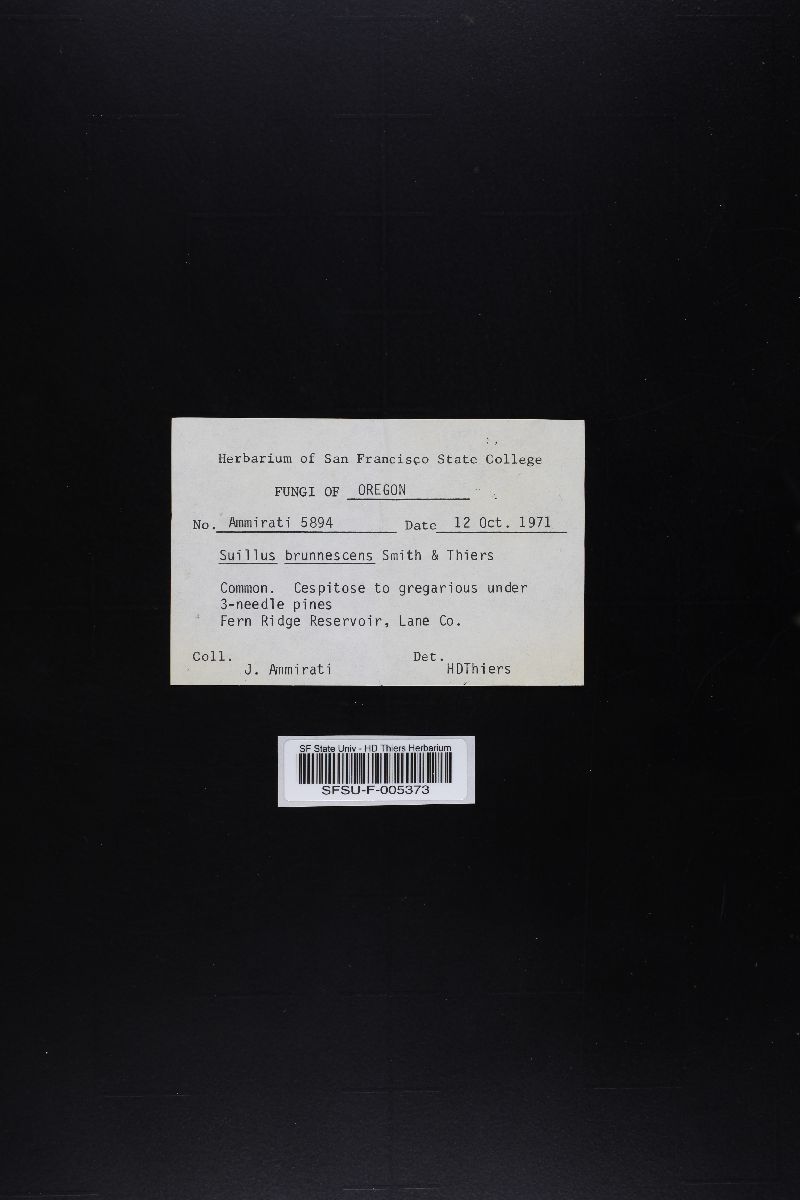 Herbarium of San Francisco State College
FUNGI OF OREGON
No. Ammirati 5894 Date 12 Oct. 1971
Suillus brunnescens Smith & Thiers
Common. Cespitose to gregarious under
3-needle pines
Fern Ridge Reservoir, Lane Co.
Coll. Det.
J. Ammirati HDThiers
SF State Univ - HD Thiers Herbarium
SFSU-F-005373